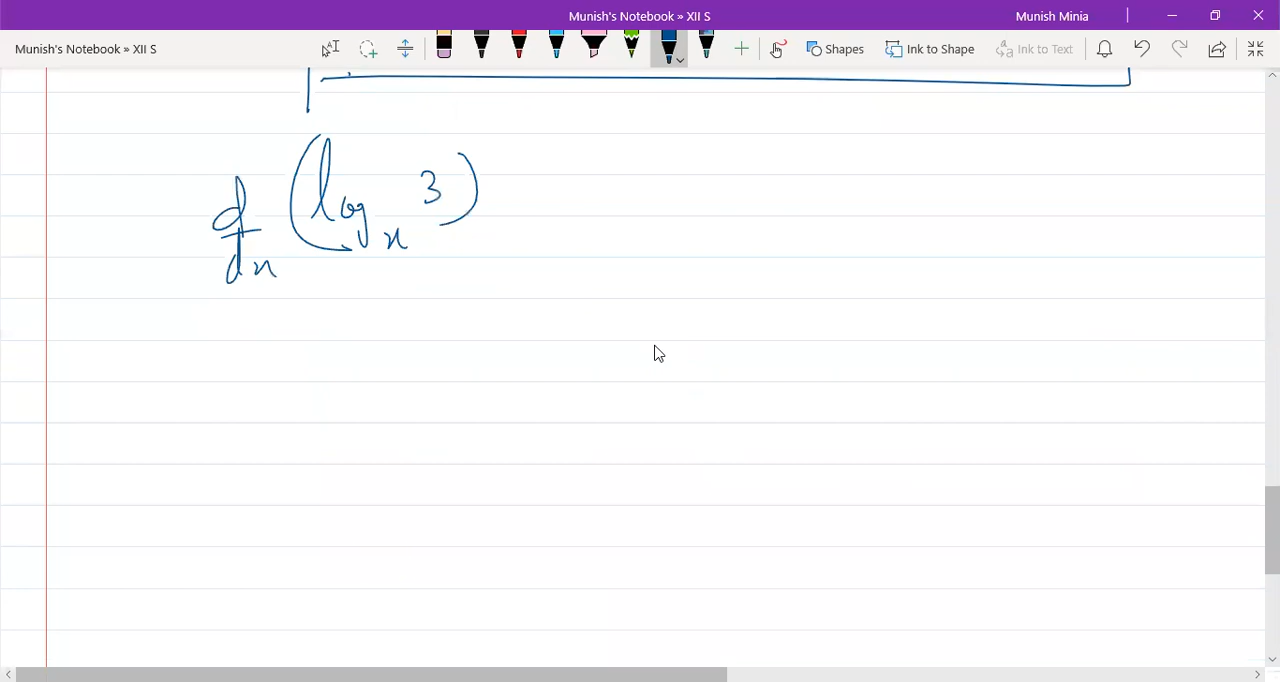 Munish's Notebook » XII S
Munish Minia
Munish's Notebook » XII S
Shapes
Ink to Shape
Ink to Text
d/dx (log_x 3)